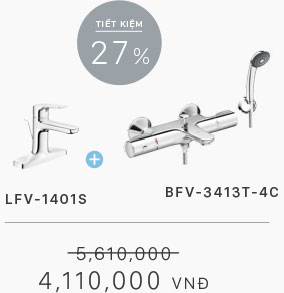 TIẾT KIỆM
27%
LFV-1401S
BFV-3413T-4C
5,610,000
4,110,000 VNĐ